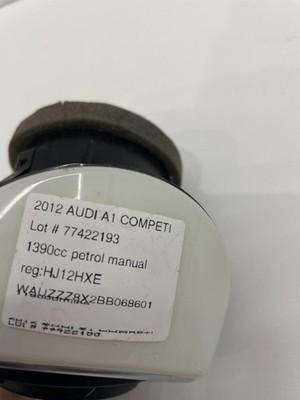 2012 AUDI A1 COMPETI
Lot # 77422193
1390cc petrol manual
reg:HJ12HXE
WAUZZZ8X2BB068601